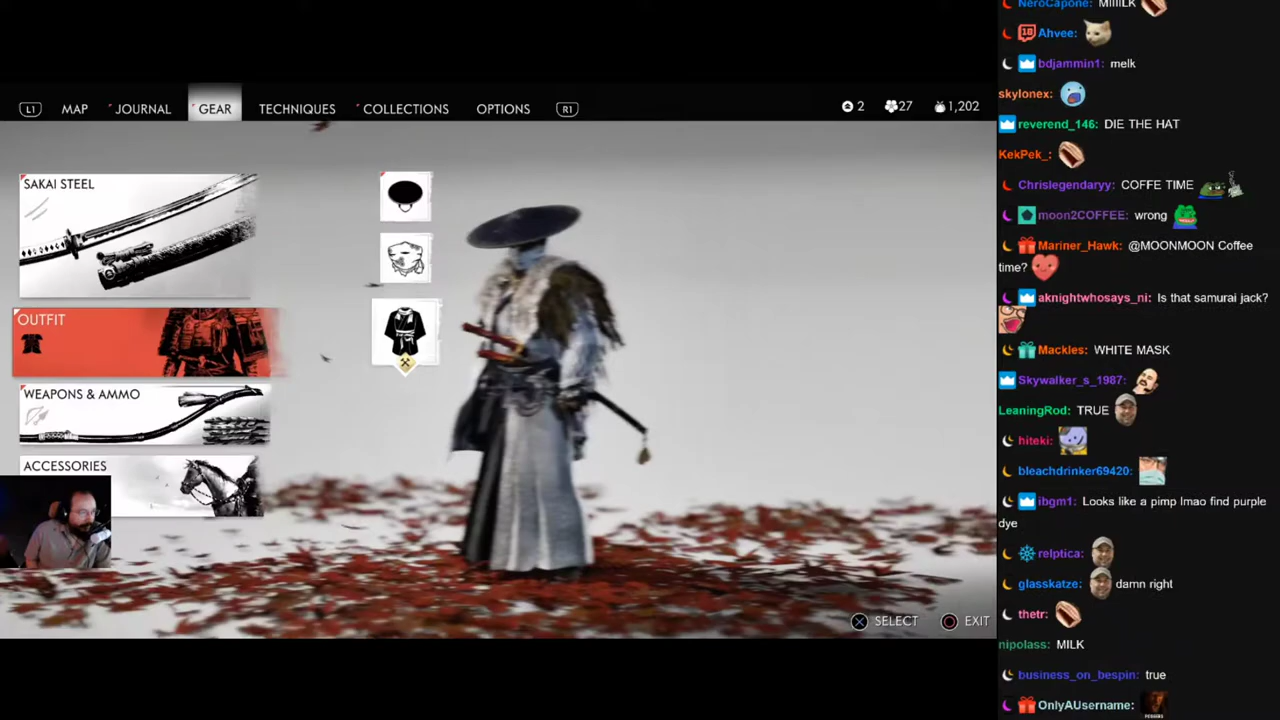 L1 MAP JOURNAL GEAR TECHNIQUES COLLECTIONS OPTIONS R1 2 27 1,202
SAKAI STEEL
OUTFIT
WEAPONS & AMMO
ACCESSORIES
SELECT EXIT
NeroCapone: MIIIILK
Ahvee:
bdjammin1: melk
skylonex:
reverend_146: DIE THE HAT
KekPek_:
Chrislegendaryy: COFFE TIME
moon2COFFEE: wrong
Mariner_Hawk: @MOONMOON Coffee
time?
aknightwhosays_ni: Is that samurai jack?
Mackles: WHITE MASK
Skywalker_s_1987:
LeaningRod: TRUE
hiteki:
bleachdrinker69420:
ibgm1: Looks like a pimp lmao find purple
dye
relptica:
glasskatze: damn right
thetr:
nipolass: MILK
business_on_bespin: true
OnlyAUsername: